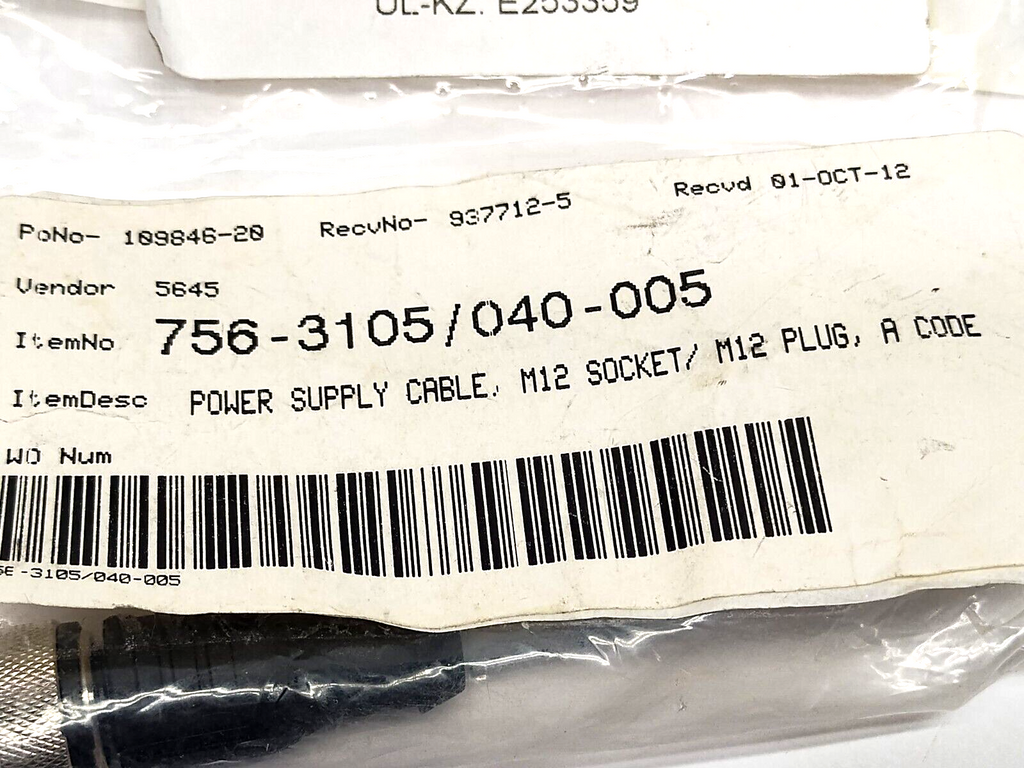 UL-KZ. E253359
PoNo- 109846-20 RecvNo- 937712-5 Recvd 01-OCT-12
Vendor 5645
ItemNo 756-3105/040-005
ItemDesc POWER SUPPLY CABLE, M12 SOCKET/ M12 PLUG, A CODE
WO Num
-3105/040-005